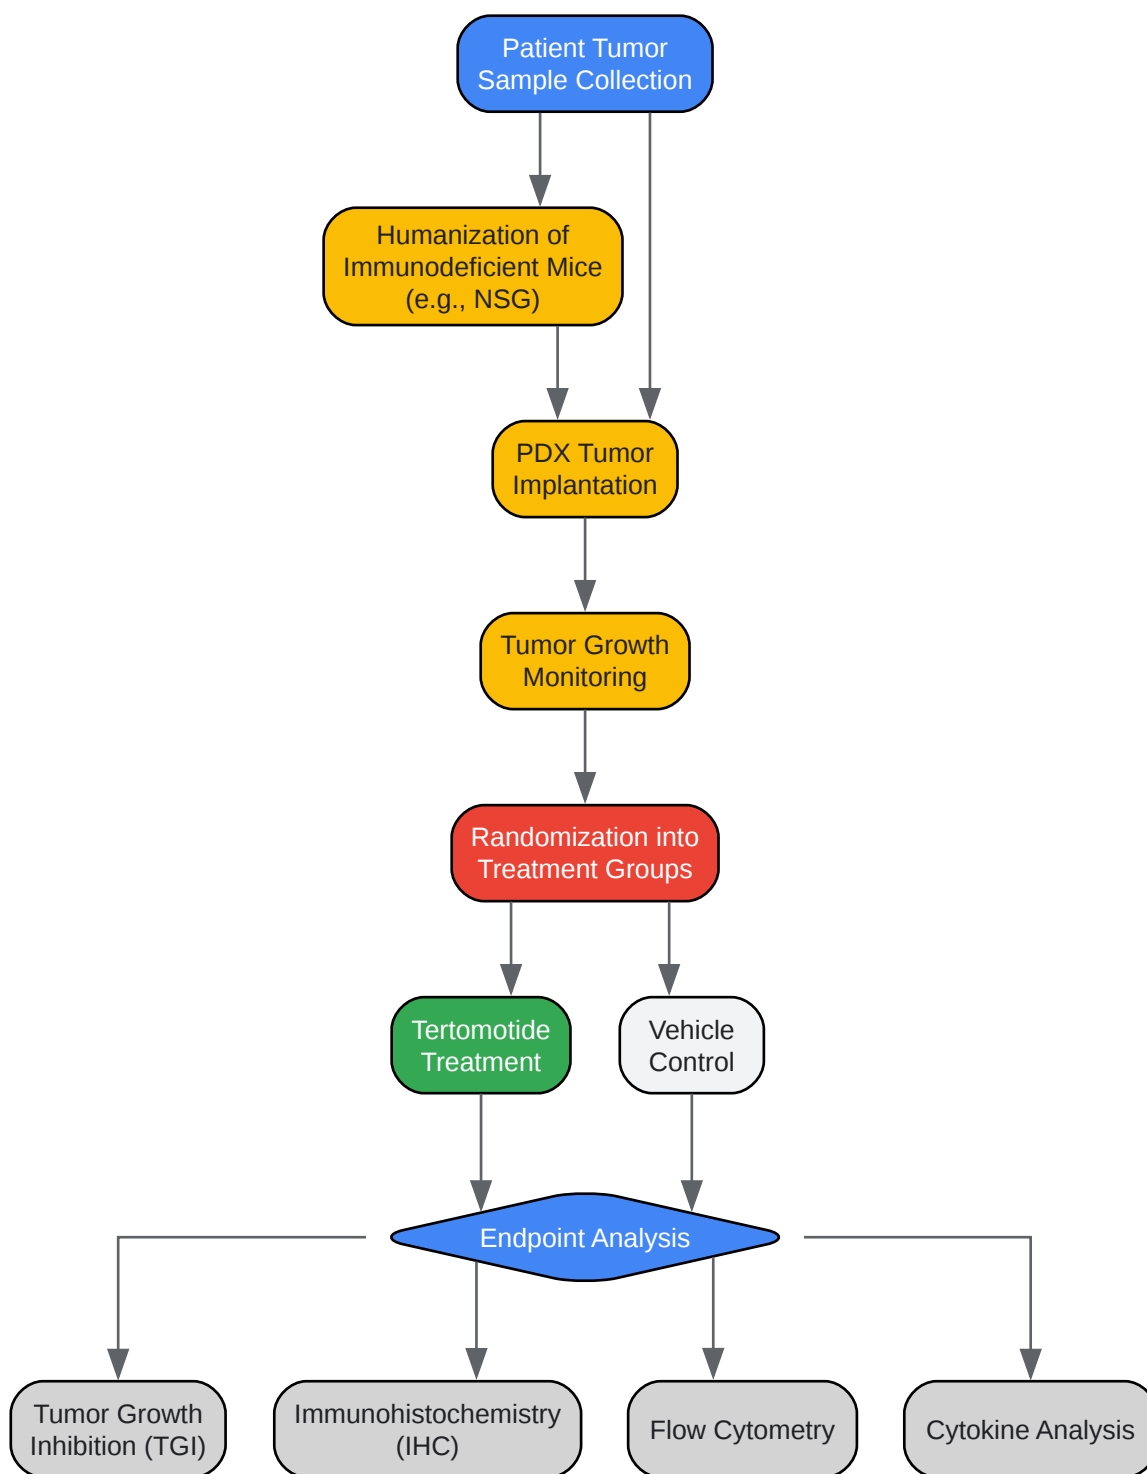 Patient Tumor
Sample Collection
Humanization of
Immunodeficient Mice
(e.g., NSG)
PDX Tumor
Implantation
Tumor Growth
Monitoring
Randomization into
Treatment Groups
Tertomotide
Treatment
Vehicle
Control
Endpoint Analysis
Tumor Growth
Inhibition (TGI)
Immunohistochemistry
(IHC)
Flow Cytometry
Cytokine Analysis